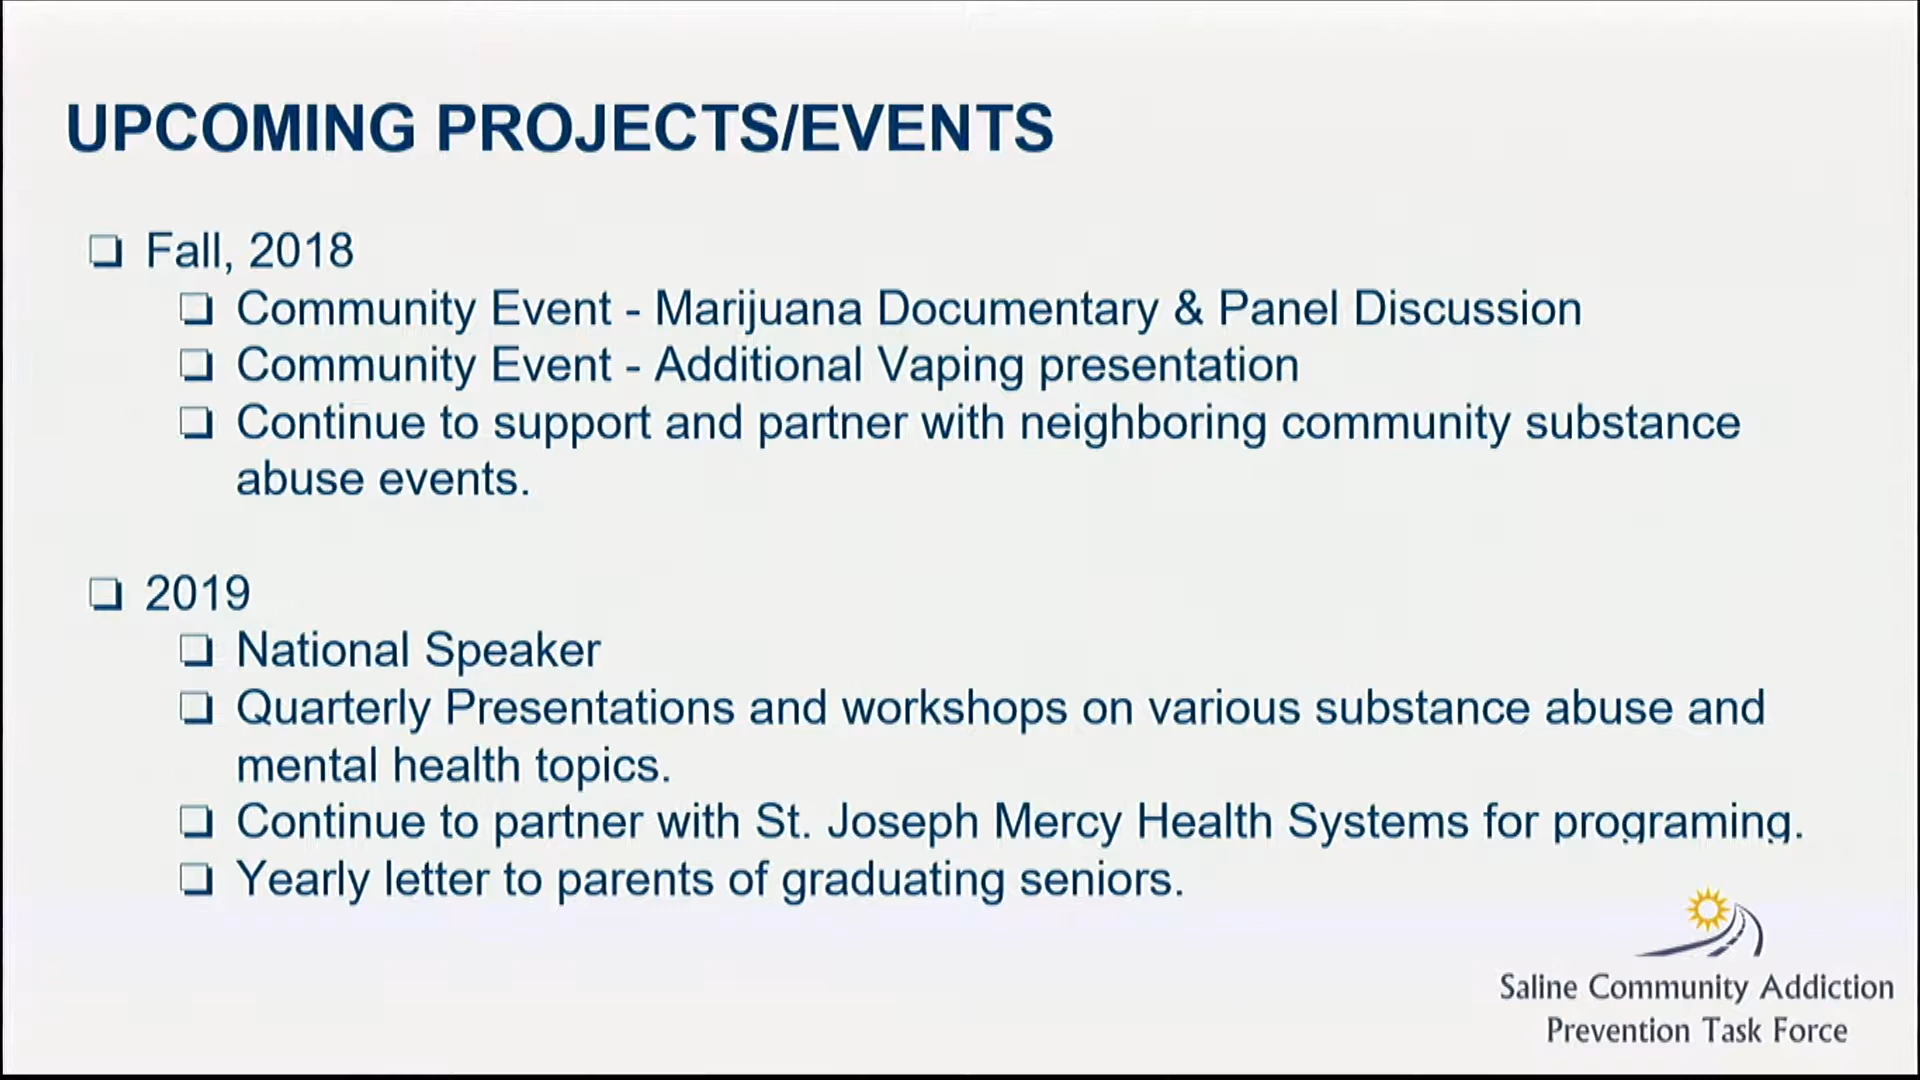 UPCOMING PROJECTS/EVENTS
Fall, 2018
Community Event - Marijuana Documentary & Panel Discussion
Community Event - Additional Vaping presentation
Continue to support and partner with neighboring community substance
abuse events.
2019
National Speaker
Quarterly Presentations and workshops on various substance abuse and
mental health topics.
Continue to partner with St. Joseph Mercy Health Systems for programing.
Yearly letter to parents of graduating seniors.
Saline Community Addiction
Prevention Task Force